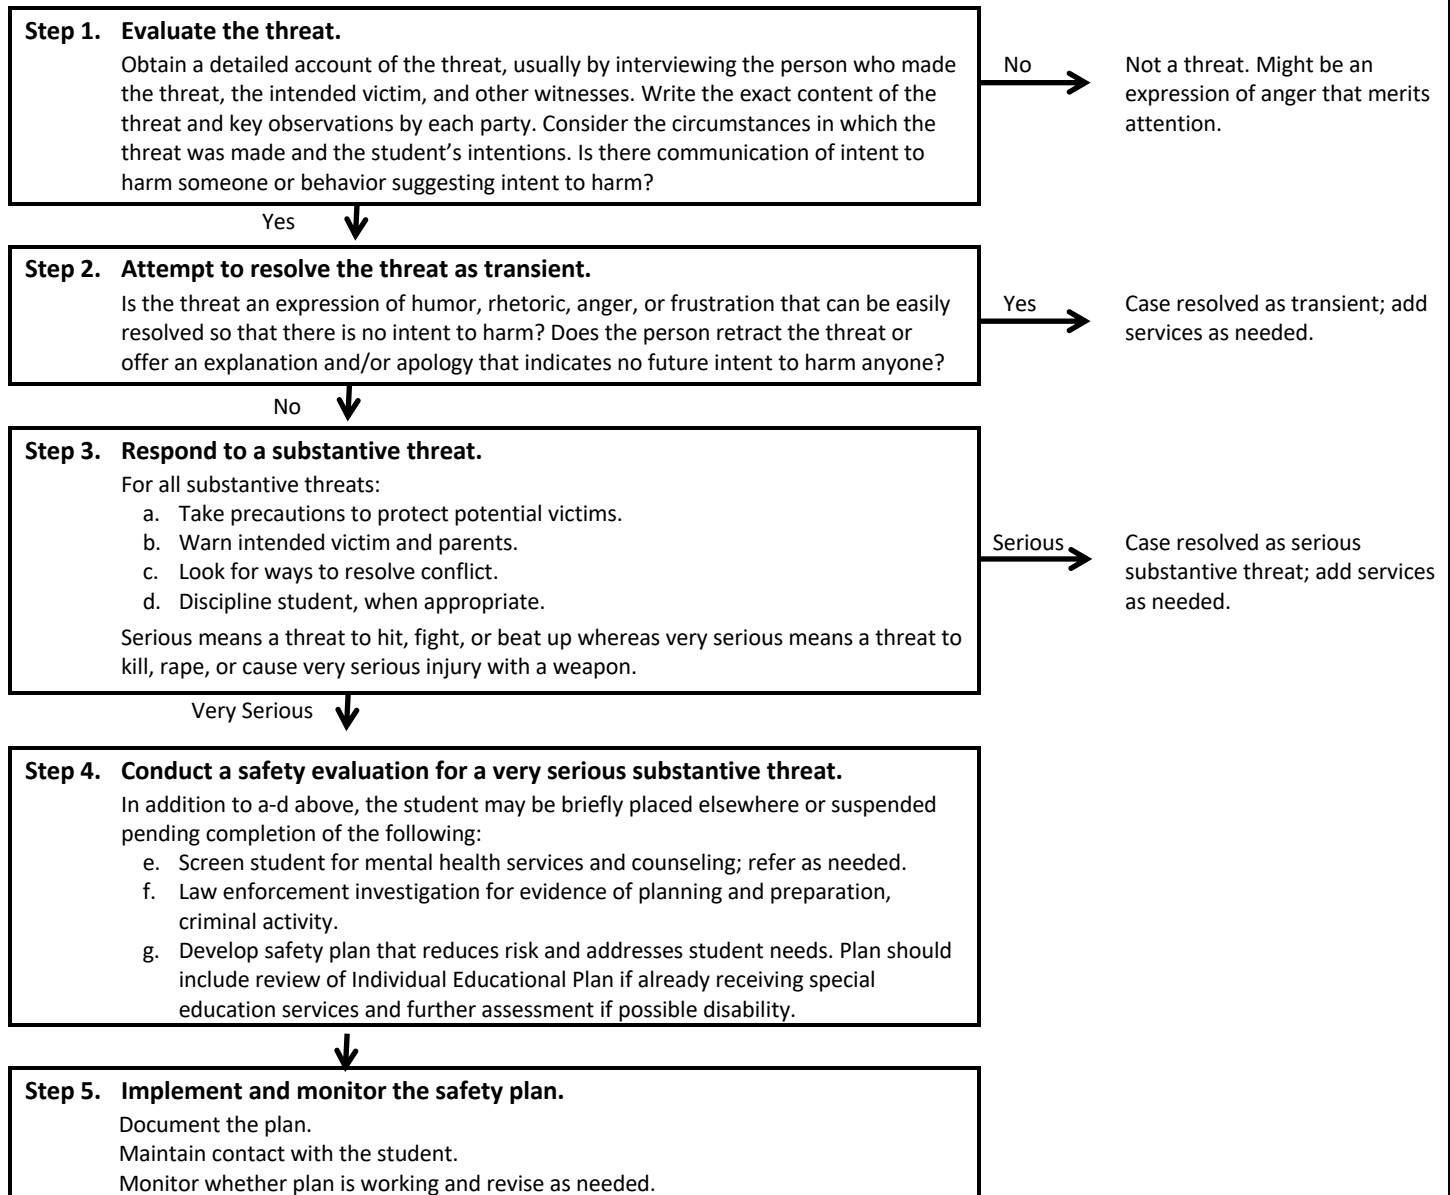 Step 1. Evaluate the threat.
Obtain a detailed account of the threat, usually by interviewing the person who made
the threat, the intended victim, and other witnesses. Write the exact content of the
threat and key observations by each party. Consider the circumstances in which the
threat was made and the student’s intentions. Is there communication of intent to
harm someone or behavior suggesting intent to harm?
No
Not a threat. Might be an
expression of anger that merits
attention.
Yes
Step 2. Attempt to resolve the threat as transient.
Is the threat an expression of humor, rhetoric, anger, or frustration that can be easily
resolved so that there is no intent to harm? Does the person retract the threat or
offer an explanation and/or apology that indicates no future intent to harm anyone?
Yes
Case resolved as transient; add
services as needed.
No
Step 3. Respond to a substantive threat.
For all substantive threats:
a. Take precautions to protect potential victims.
b. Warn intended victim and parents.
c. Look for ways to resolve conflict.
d. Discipline student, when appropriate.
Serious means a threat to hit, fight, or beat up whereas very serious means a threat to
kill, rape, or cause very serious injury with a weapon.
Serious
Case resolved as serious
substantive threat; add services
as needed.
Very Serious
Step 4. Conduct a safety evaluation for a very serious substantive threat.
In addition to a-d above, the student may be briefly placed elsewhere or suspended
pending completion of the following:
e. Screen student for mental health services and counseling; refer as needed.
f. Law enforcement investigation for evidence of planning and preparation,
criminal activity.
g. Develop safety plan that reduces risk and addresses student needs. Plan should
include review of Individual Educational Plan if already receiving special
education services and further assessment if possible disability.
Step 5. Implement and monitor the safety plan.
Document the plan.
Maintain contact with the student.
Monitor whether plan is working and revise as needed.